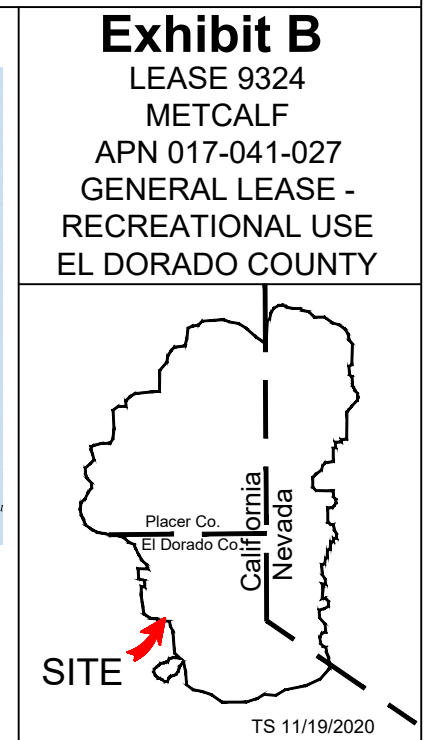 Exhibit B
LEASE 9324
METCALF
APN 017-041-027
GENERAL LEASE -
RECREATIONAL USE
EL DORADO COUNTY
Placer Co.
El Dorado Co.
California
Nevada
SITE
TS 11/19/2020